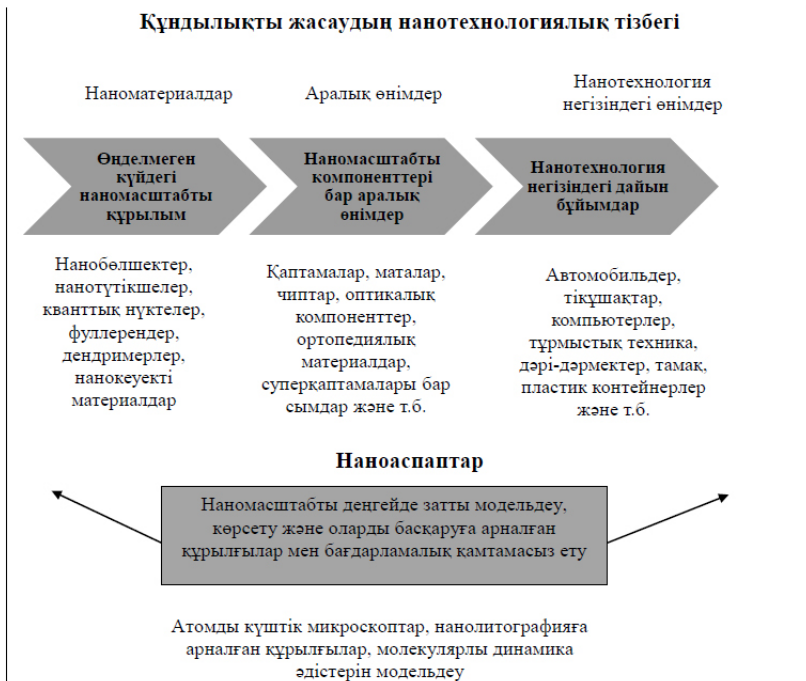 Құндылықты жасаудың нанотехнологиялық тізбегі
Наноматериалдар
Аралық өнімдер
Нанотехнология
негізіндегі өнімдер
Өңделмеген
күйдегі
наномасштабты
құрылым
Наномасштабты
компоненттері
бар аралық
өнімдер
Нанотехнология
негізіндегі дайын
бұйымдар
Нанобөлшектер,
нанотүтікшелер,
кванттық нүктелер,
фуллерендер,
дендримерлер,
нанокеуекті
материалдар
Қаптамалар, маталар,
чиптар, оптикалық
компоненттер,
ортопедиялық
материалдар,
суперқаптамалары бар
сымдар және т.б.
Автомобильдер,
тікұшақтар,
компьютерлер,
тұрмыстық техника,
дәрі-дәрмектер, тамақ,
пластик контейнерлер
және т.б.
Наноаспаптар
Наномасштабты деңгейде затты модельдеу,
көрсету және оларды басқаруға арналған
құрылғылар мен бағдарламалық қамтамасыз ету
Атомды күштік микроскоптар, нанолитографияға
арналған құрылғылар, молекулярлы динамика
әдістерін модельдеу